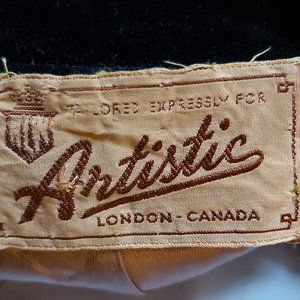 TAILORED EXPRESSLY FOR
Artistic
LONDON - CANADA